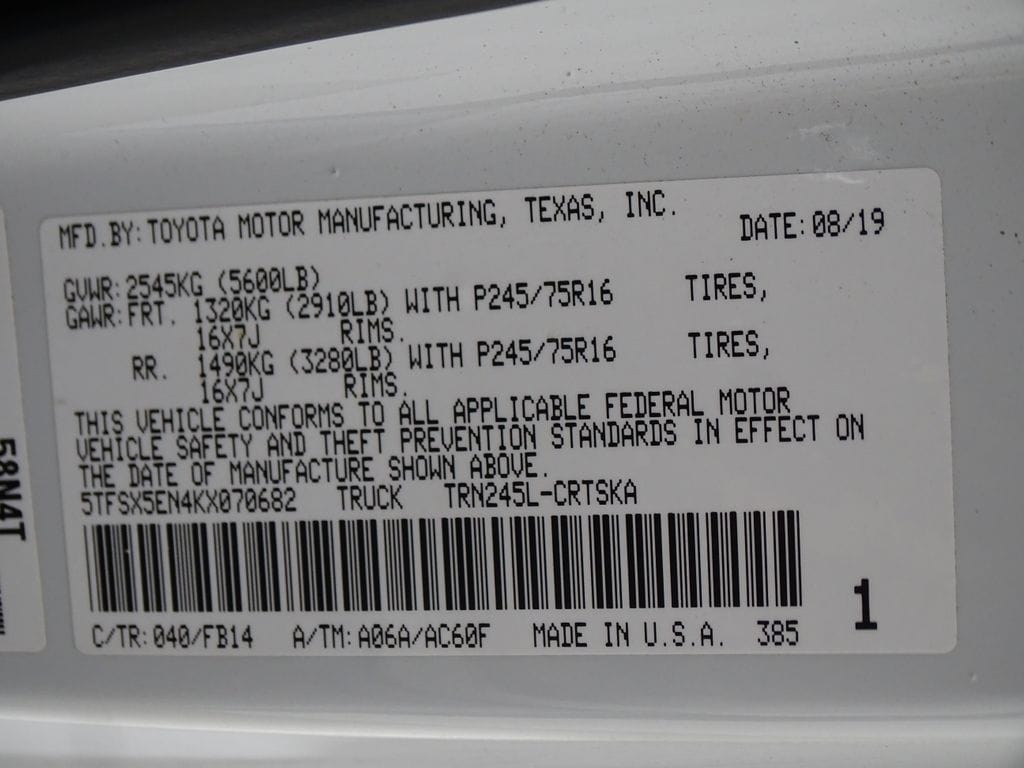 MFD.BY: TOYOTA MOTOR MANUFACTURING, TEXAS, INC. DATE: 08/19
GVWR: 2545KG (5600LB)
GAWR: FRT. 1320KG (2910LB) WITH P245/75R16 TIRES,
16X7J RIMS.
RR. 1490KG (3280LB) WITH P245/75R16 TIRES,
16X7J RIMS.
THIS VEHICLE CONFORMS TO ALL APPLICABLE FEDERAL MOTOR
VEHICLE SAFETY AND THEFT PREVENTION STANDARDS IN EFFECT ON
THE DATE OF MANUFACTURE SHOWN ABOVE.
5TFSX5EN4KX070682 TRUCK TRN245L-CRTSKA
C/TR: 040/FB14 A/TM: A06A/AC60F MADE IN U.S.A. 385
1
58N4T